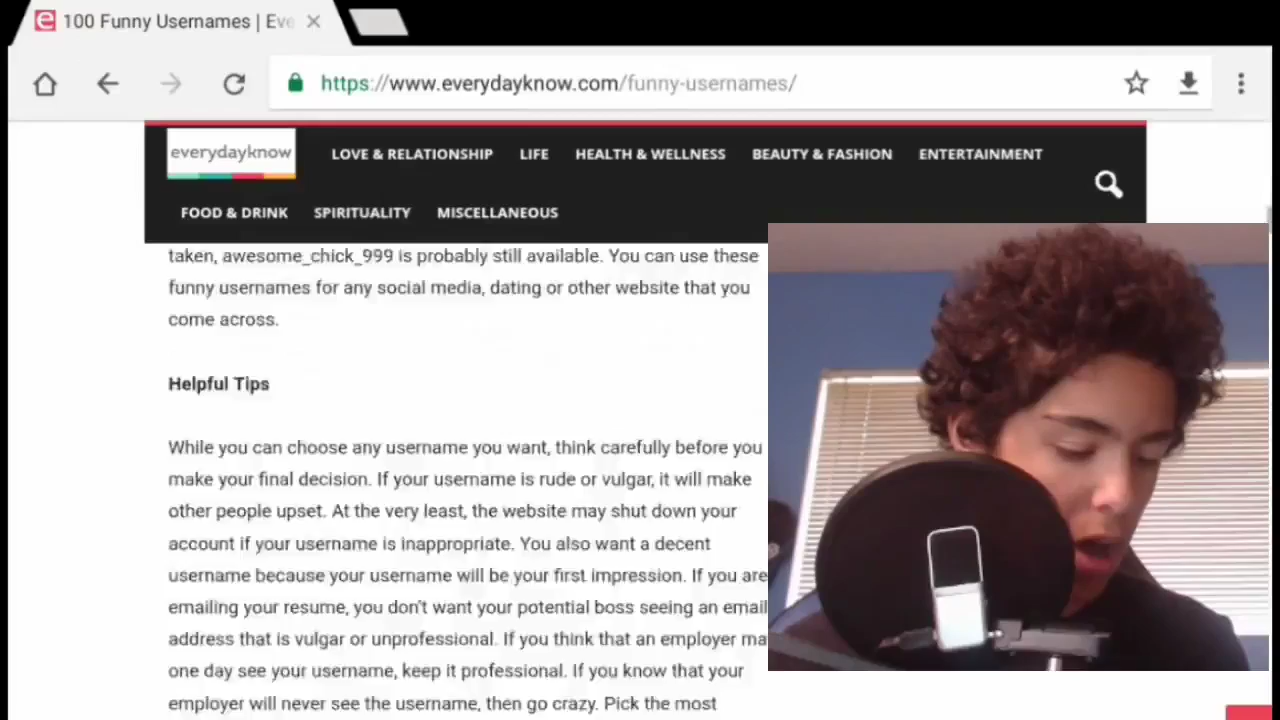 100 Funny Usernames | Eve
https://www.everydayknow.com/funny-usernames/
everydayknow
LOVE & RELATIONSHIP LIFE HEALTH & WELLNESS BEAUTY & FASHION ENTERTAINMENT
FOOD & DRINK SPIRITUALITY MISCELLANEOUS
taken, awesome_chick_999 is probably still available. You can use these
funny usernames for any social media, dating or other website that you
come across.
Helpful Tips
While you can choose any username you want, think carefully before you
make your final decision. If your username is rude or vulgar, it will make
other people upset. At the very least, the website may shut down your
account if your username is inappropriate. You also want a decent
username because your username will be your first impression. If you are
emailing your resume, you don't want your potential boss seeing an email
address that is vulgar or unprofessional. If you think that an employer ma
one day see your username, keep it professional. If you know that your
employer will never see the username, then go crazy. Pick the most